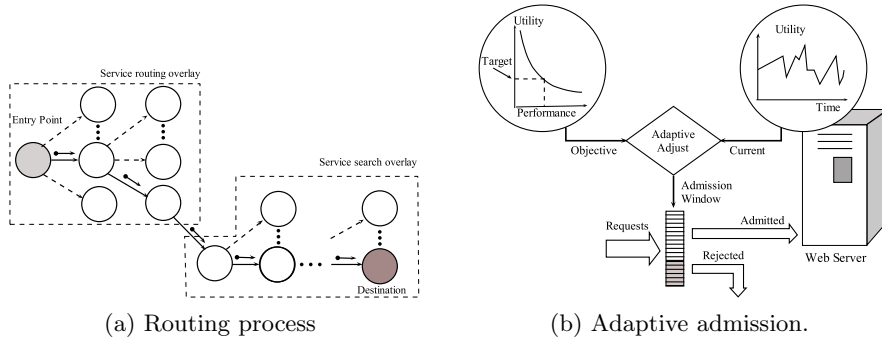 Service routing overlay
Entry Point
Service search overlay
Destination
(a) Routing process
Utility
Target
Performance
Utility
Time
Objective
Adaptive
Adjust
Current
Admission
Window
Requests
Admitted
Rejected
Web Server
(b) Adaptive admission.